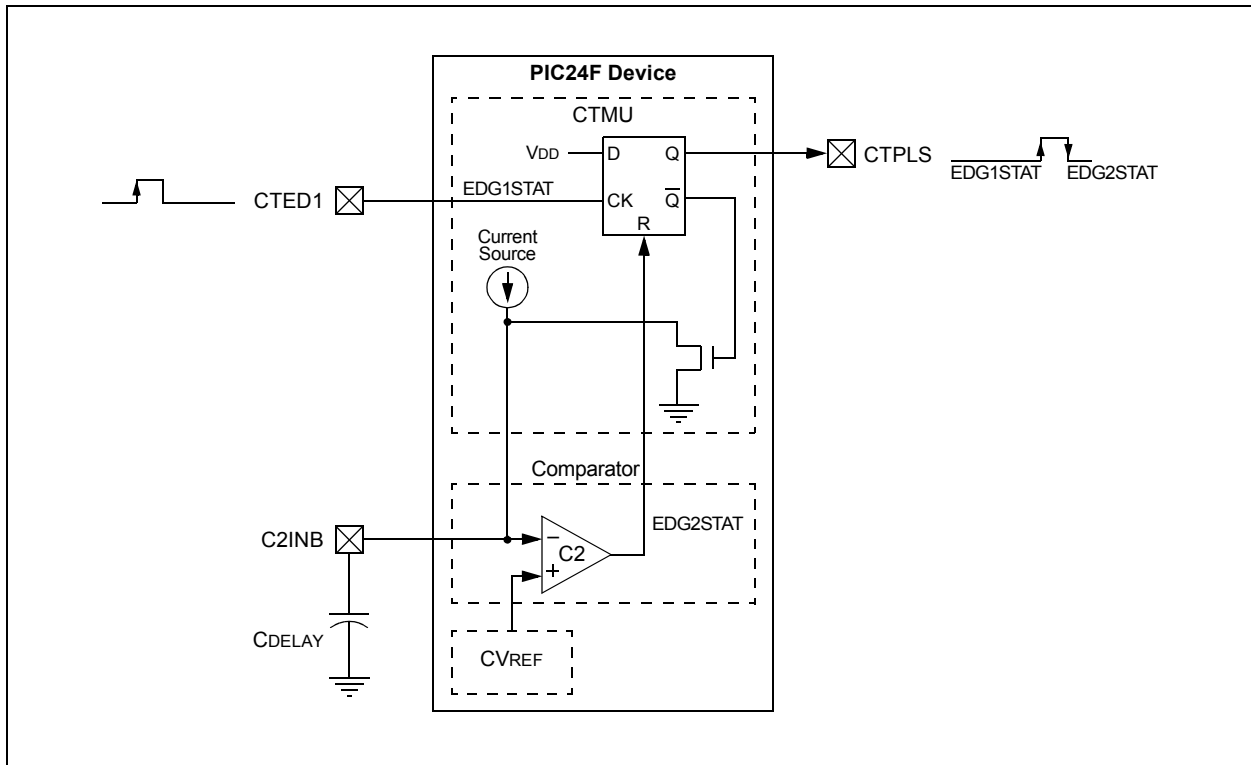 PIC24F Device
CTMU
VDD
D
Q
CTPLS
EDG1STAT
EDG2STAT
CTED1
EDG1STAT
CK
Q
R
Current
Source
Comparator
C2INB
EDG2STAT
−
C2
+
CDELAY
CVREF